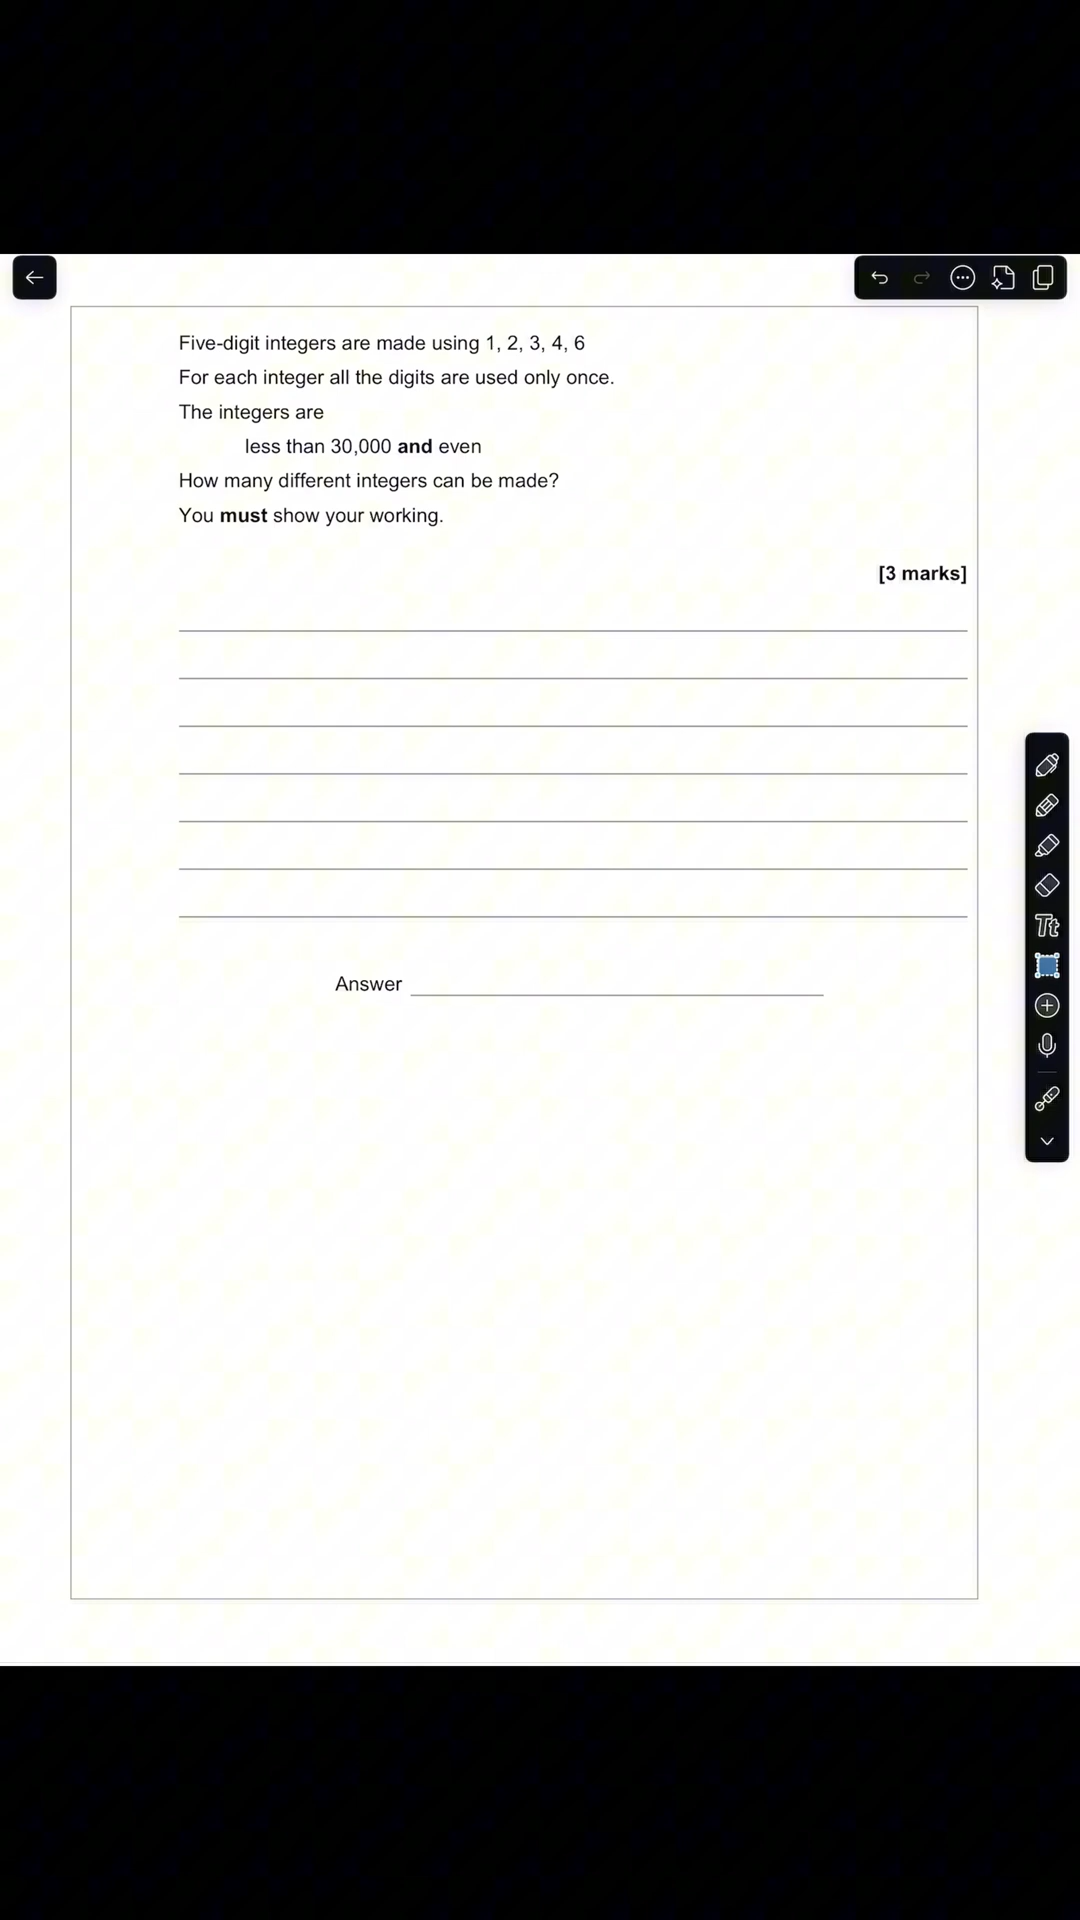 Five-digit integers are made using 1, 2, 3, 4, 6
For each integer all the digits are used only once.
The integers are
less than 30,000 and even
How many different integers can be made?
You must show your working.
[3 marks]
Answer
Tt